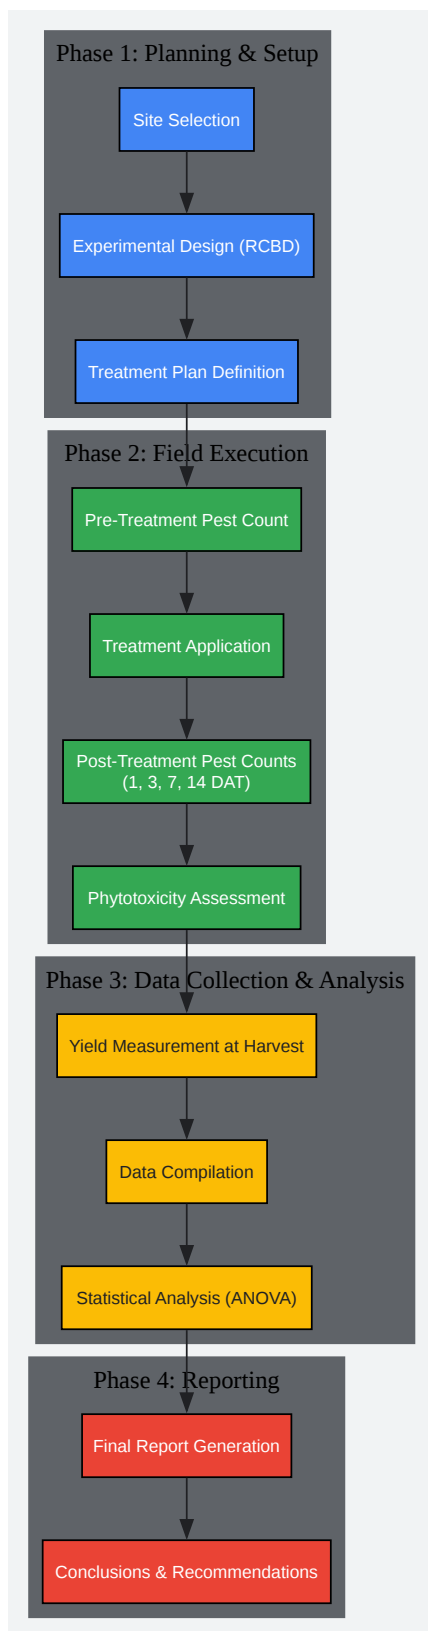 Phase 1: Planning & Setup
Site Selection
Experimental Design (RCBD)
Treatment Plan Definition
Phase 2: Field Execution
Pre-Treatment Pest Count
Treatment Application
Post-Treatment Pest Counts
(1, 3, 7, 14 DAT)
Phytotoxicity Assessment
Phase 3: Data Collection & Analysis
Yield Measurement at Harvest
Data Compilation
Statistical Analysis (ANOVA)
Phase 4: Reporting
Final Report Generation
Conclusions & Recommendations